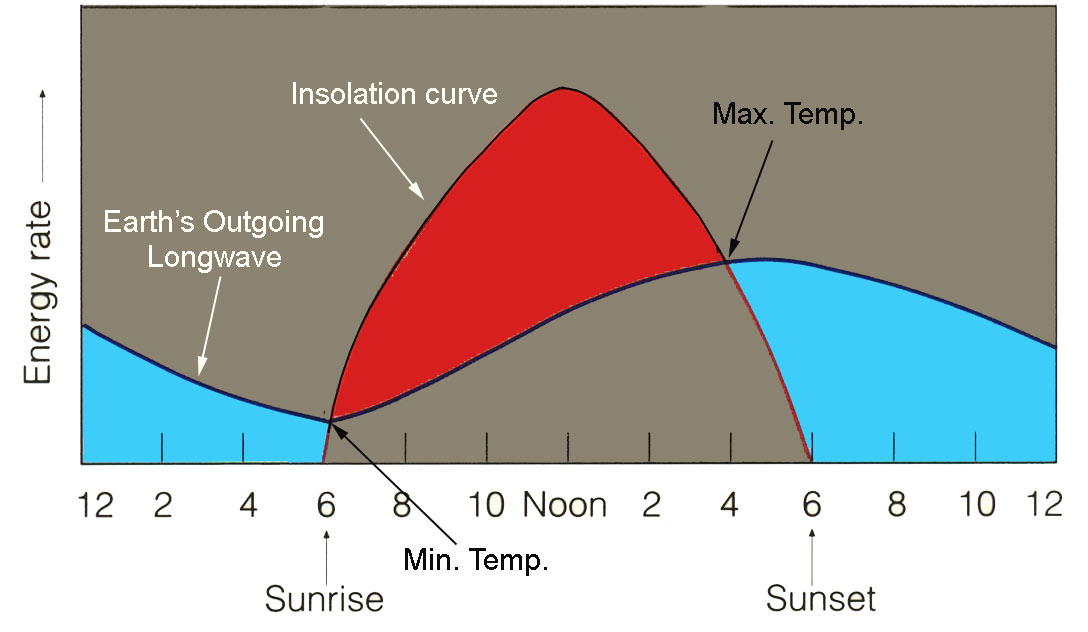 Insolation curve
Max. Temp.
Earth's Outgoing
Longwave
Energy rate
12 2 4 6 8 10 Noon 2 4 6 8 10 12
Min. Temp.
Sunrise
Sunset